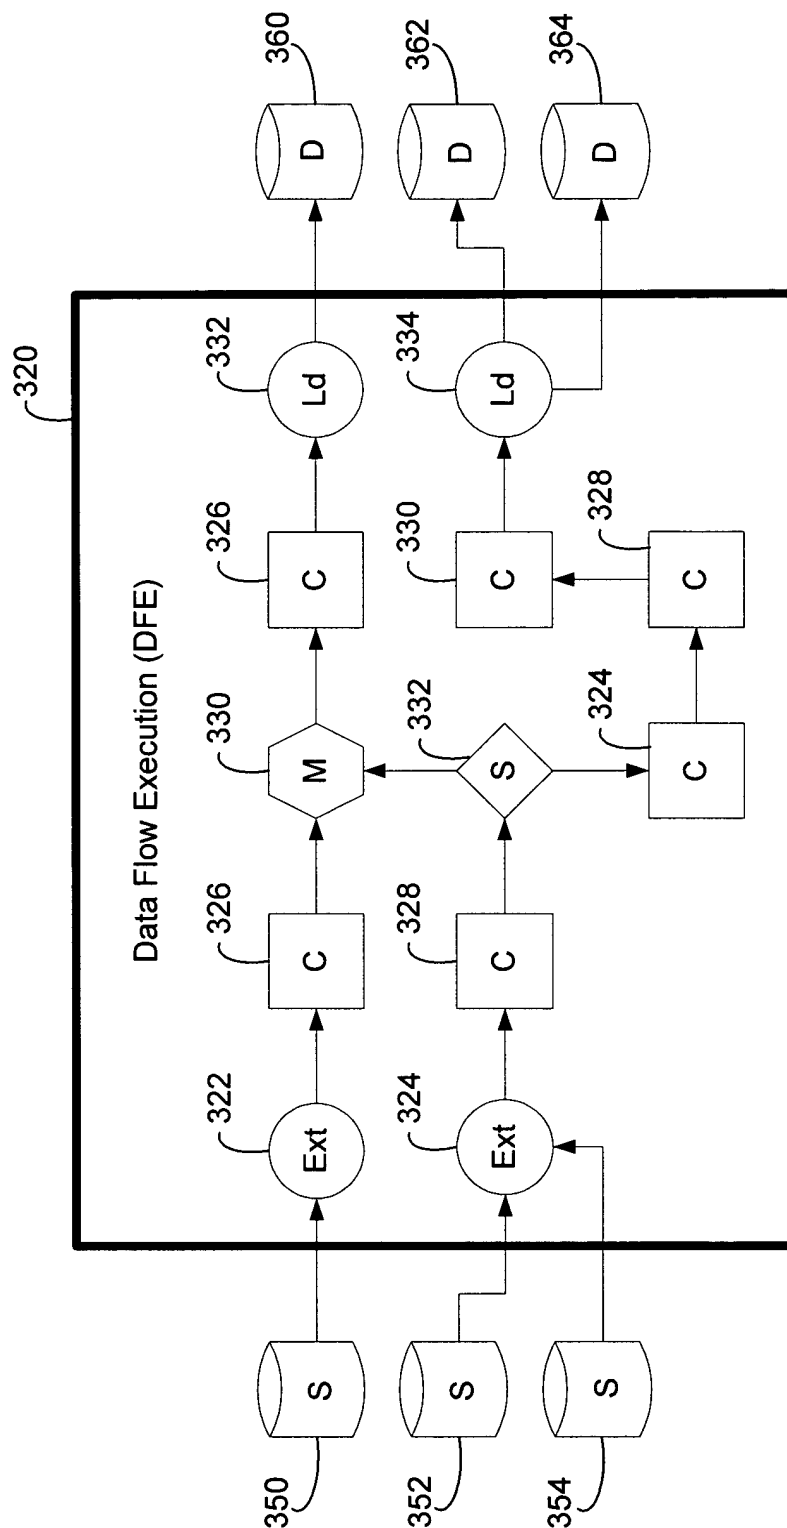 320
Data Flow Execution (DFE)
350
S
322
Ext
326
C
330
M
326
C
332
Ld
360
D
352
S
324
Ext
328
C
332
S
330
C
334
Ld
362
D
354
S
324
C
328
C
364
D